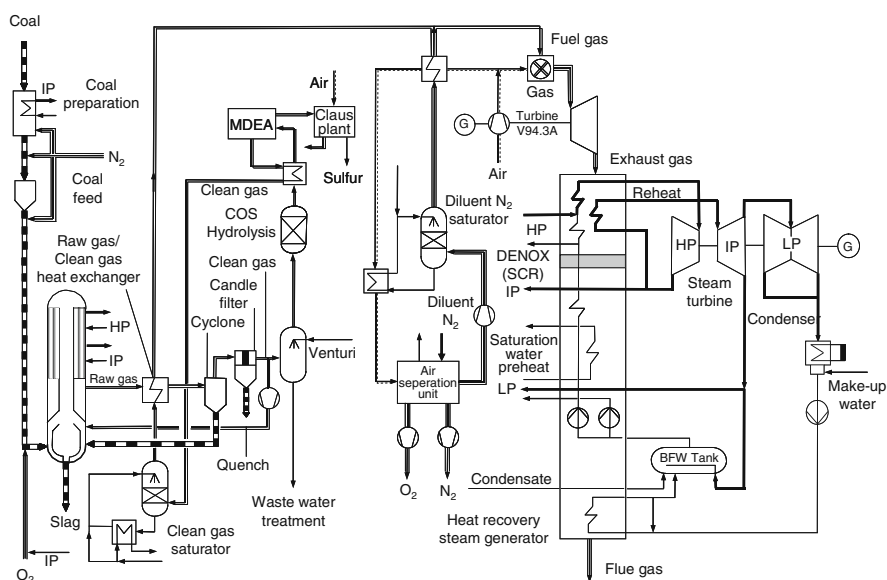 Coal
IP
Coal
preparation
N2
Coal
feed
Raw gas/
Clean gas
heat exchanger
HP
IP
Raw gas
Slag
IP
O2
Air
MDEA
Claus
plant
Sulfur
Clean gas
COS
Hydrolysis
Clean gas
Candle
filter
Cyclone
Venturi
Quench
Waste water
treatment
Clean gas
saturator
Fuel gas
Gas
G
Turbine
V94.3A
Air
Exhaust gas
Diluent N2
saturator
Diluent
N2
Air
seperation
unit
O2
N2
Reheat
HP
DENOX
(SCR)
IP
Saturation
water
preheat
LP
HP
IP
LP
G
Steam
turbine
Condenser
Make-up
water
BFW Tank
Condensate
Heat recovery
steam generator
Flue gas